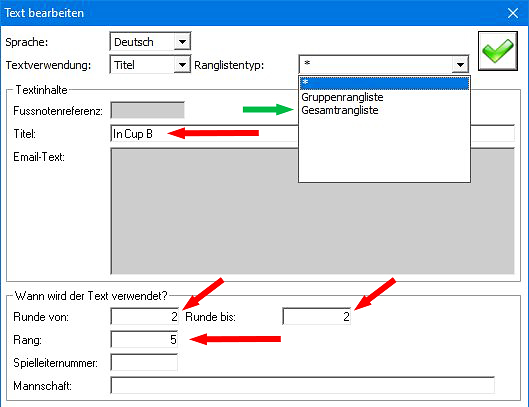 Text bearbeiten
Sprache: Deutsch
Textverwendung: Titel Ranglistentyp: *
*
Gruppenrangliste
Gesamtrangliste
Textinhalte
Fussnotenreferenz:
Titel: In Cup B
Email-Text:
Wann wird der Text verwendet?
Runde von: 2 Runde bis: 2
Rang: 5
Spielleiternummer:
Mannschaft: